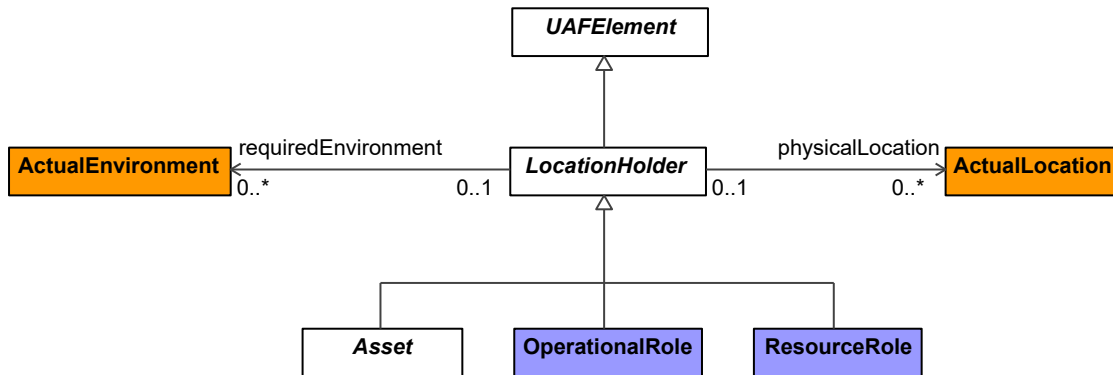 UAFElement
requiredEnvironment
physicalLocation
ActualEnvironment
LocationHolder
ActualLocation
0..*
0..1
0..1
0..*
Asset
OperationalRole
ResourceRole